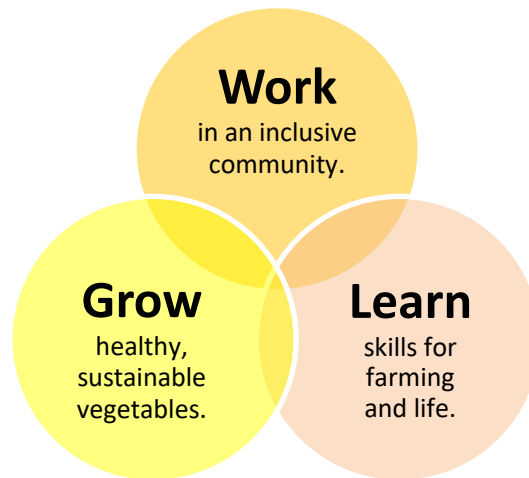 Work
in an inclusive
community.
Grow
healthy,
sustainable
vegetables.
Learn
skills for
farming
and life.